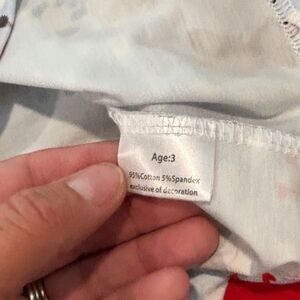 Age:3
95%Cotton 5%Spandex
exclusive of decoration